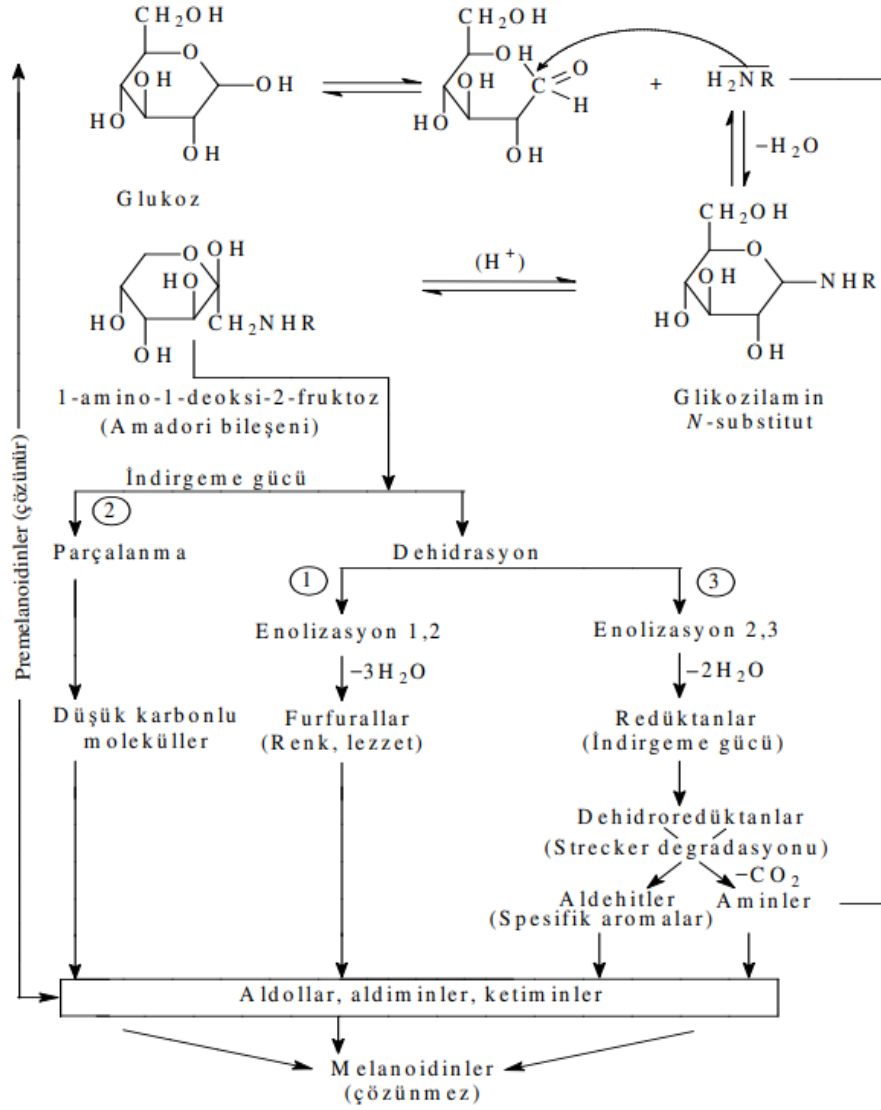 CH₂OH
O
OH
OH
HO
OH
Glukoz
CH₂OH
OH
OH
C
O
H
HO
OH
+
H₂NR
−H₂O
CH₂OH
O
OH
NHR
HO
OH
Glikozilamin
N-substitut
(H⁺)
O
OH
HO
HO
CH₂NHR
OH
1-amino-1-deoksi-2-fruktoz
(Amadori bileşeni)
Premelanoidinler (çözünür)
İndirgeme gücü
2
Parçalanma
Dehidrasyon
1
3
Enolizasyon 1,2
Enolizasyon 2,3
−3H₂O
−2H₂O
Düşük karbonlu
moleküller
Furfurallar
(Renk, lezzet)
Redüktanlar
(İndirgeme gücü)
Dehidroredüktanlar
(Strecker degradasyonu)
−CO₂
Aldehitler
(Spesifik aromalar)
Aminler
Aldollar, aldiminler, ketiminler
Melanoidinler
(çözünmez)